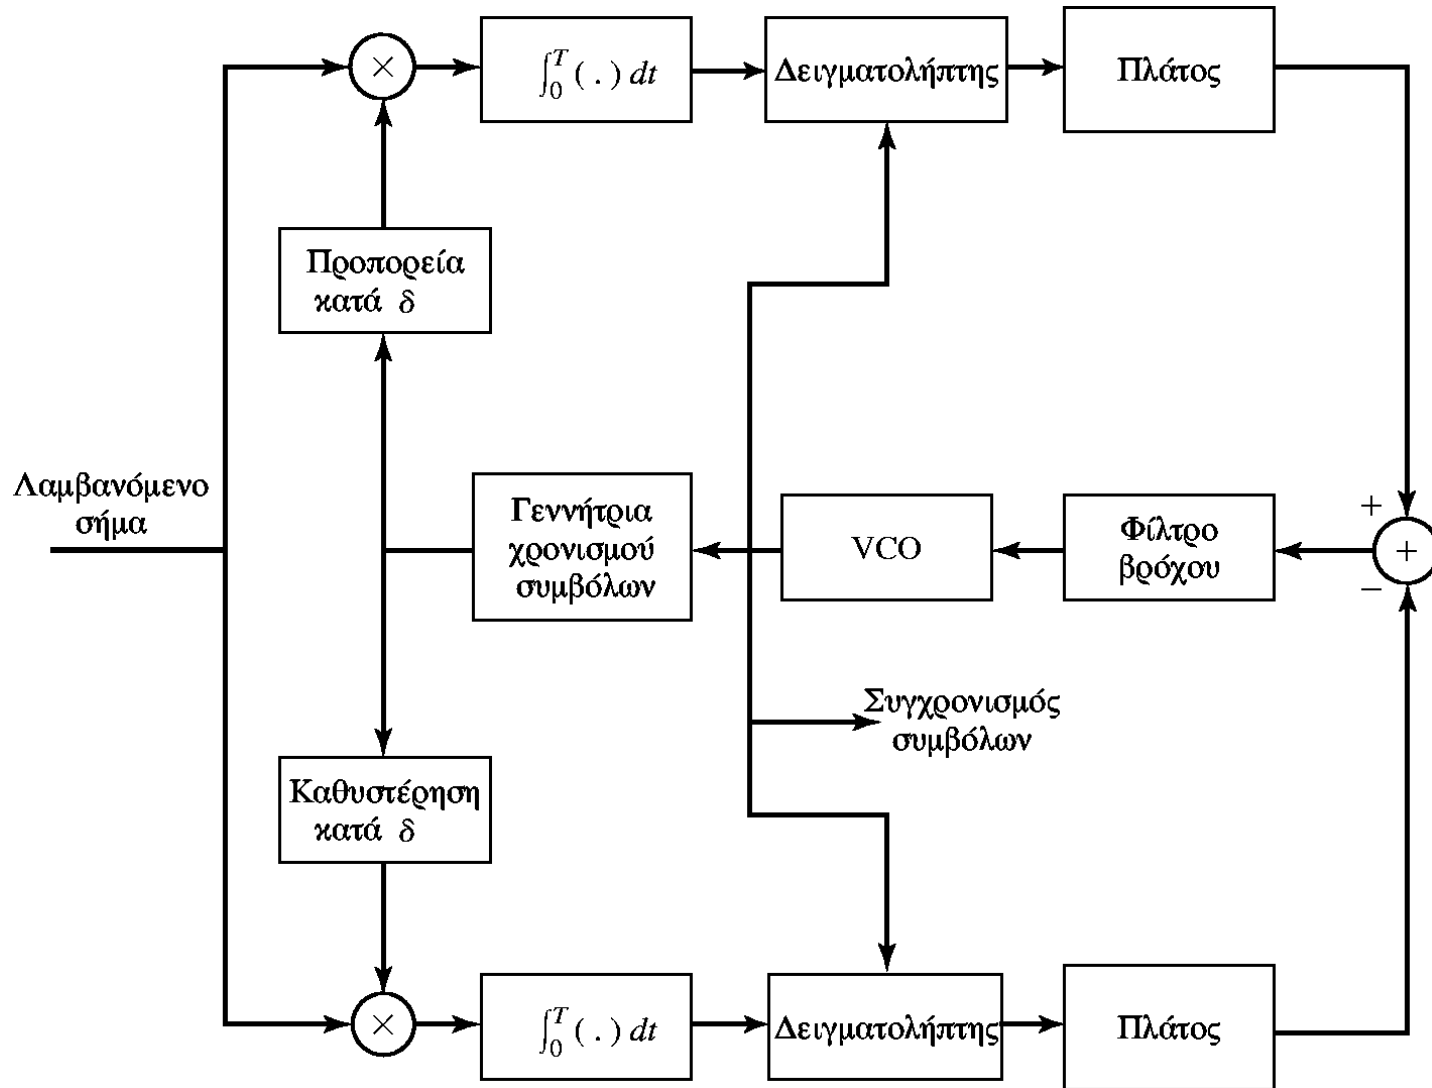 ×
∫₀ᵀ ( . ) dt
Δειγματολήπτης
Πλάτος
Προπορεία
κατά δ
Λαμβανόμενο
σήμα
Γεννήτρια
χρονισμού
συμβόλων
VCO
Φίλτρο
βρόχου
+
+
−
Συγχρονισμός
συμβόλων
Καθυστέρηση
κατά δ
×
∫₀ᵀ ( . ) dt
Δειγματολήπτης
Πλάτος